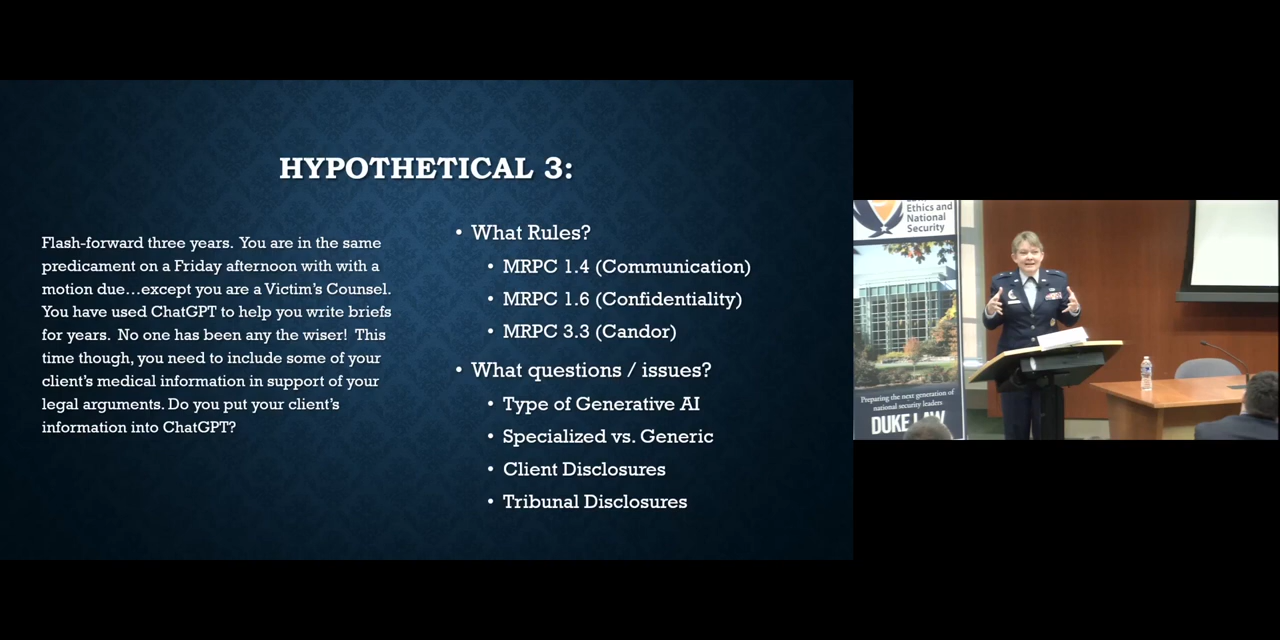 HYPOTHETICAL 3:
Flash-forward three years. You are in the same
predicament on a Friday afternoon with with a
motion due...except you are a Victim's Counsel.
You have used ChatGPT to help you write briefs
for years. No one has been any the wiser! This
time though, you need to include some of your
client's medical information in support of your
legal arguments. Do you put your client's
information into ChatGPT?
• What Rules?
• MRPC 1.4 (Communication)
• MRPC 1.6 (Confidentiality)
• MRPC 3.3 (Candor)
• What questions / issues?
• Type of Generative AI
• Specialized vs. Generic
• Client Disclosures
• Tribunal Disclosures
Ethics and
National
Security
Preparing the next generation of
national security leaders
DUKE LAW